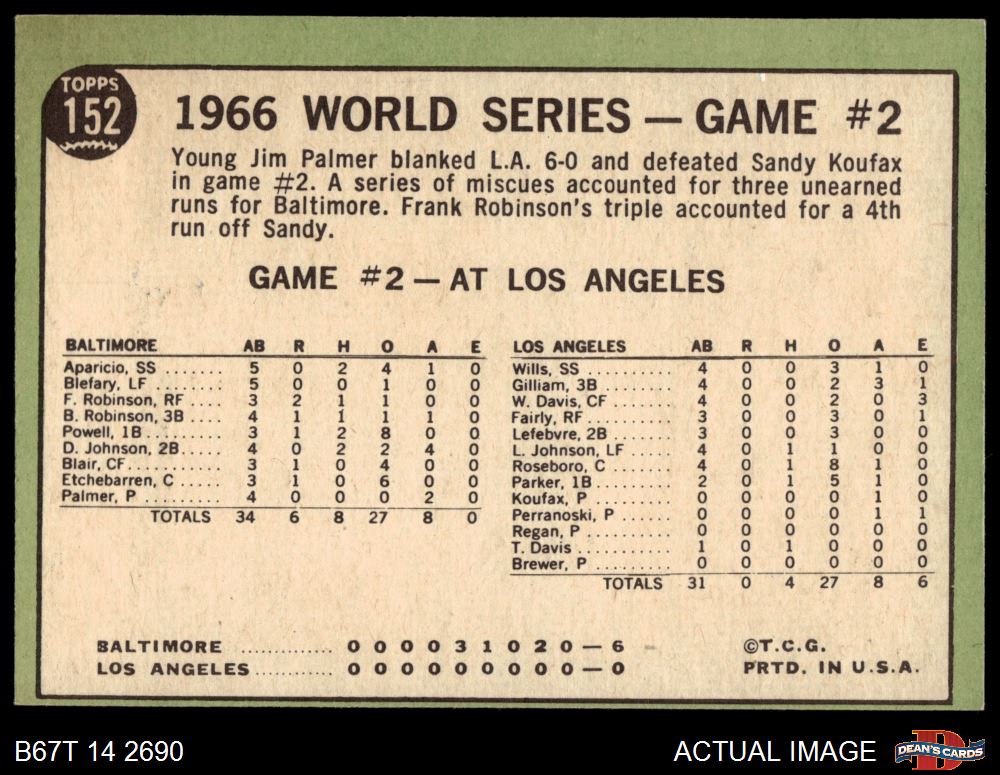 TOPPS
152
1966 WORLD SERIES — GAME #2
Young Jim Palmer blanked L.A. 6-0 and defeated Sandy Koufax
in game #2. A series of miscues accounted for three unearned
runs for Baltimore. Frank Robinson's triple accounted for a 4th
run off Sandy.
GAME #2 — AT LOS ANGELES
BALTIMORE AB R H O A E
Aparicio, SS ....... 5 0 2 4 1 0
Blefary, LF ........ 5 0 0 1 0 0
F. Robinson, RF .... 3 2 1 1 0 0
B. Robinson, 3B .... 4 1 1 1 1 0
Powell, 1B ......... 3 1 2 8 0 0
D. Johnson, 2B..... 4 0 2 2 4 0
Blair, CF........... 3 1 0 4 0 0
Etchebarren, C ..... 3 1 0 6 0 0
Palmer, P ......... 4 0 0 0 2 0
TOTALS 34 6 8 27 8 0
LOS ANGELES AB R H O A E
Wills, SS .......... 4 0 0 3 1 0
Gilliam, 3B ........ 4 0 0 2 3 1
W. Davis, CF ....... 4 0 0 2 0 3
Fairly, RF .......... 3 0 0 3 0 1
Lefebvre, 2B ....... 3 0 0 3 0 0
L. Johnson, LF ..... 4 0 1 1 0 0
Roseboro, C ........ 4 0 1 8 1 0
Parker, 1B ......... 2 0 1 5 1 0
Koufax, P .......... 0 0 0 0 1 0
Perranoski, P ...... 0 0 0 0 1 1
Regan, P ........... 0 0 0 0 0 0
T. Davis ........... 1 0 1 0 0 0
Brewer, P .......... 0 0 0 0 0 0
TOTALS 31 0 4 27 8 6
BALTIMORE ............. 0 0 0 0 3 1 0 2 0 — 6
LOS ANGELES ........... 0 0 0 0 0 0 0 0 0 — 0
©T.C.G.
PRTD. IN U.S.A.
B67T 14 2690
ACTUAL IMAGE
DEAN'S CARDS